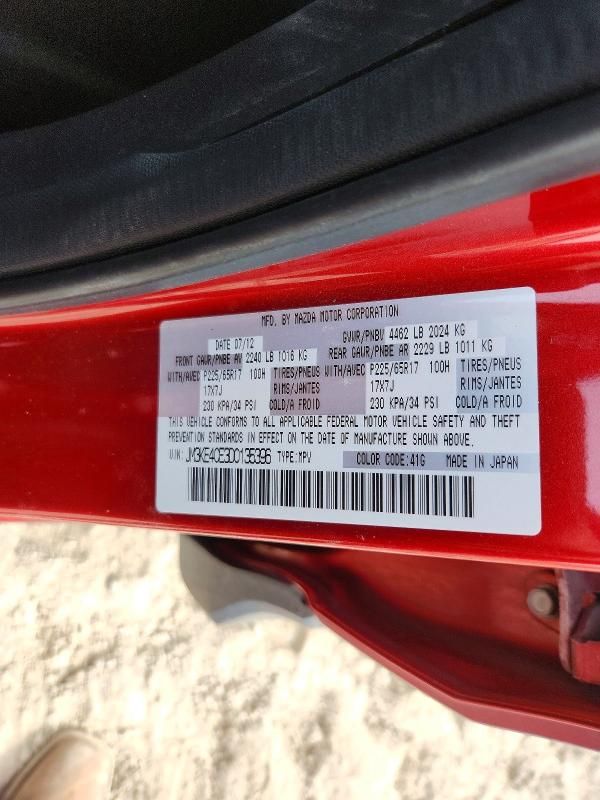 MFD. BY MAZDA MOTOR CORPORATION
DATE 07/12 GVWR/PNBV 4462 LB 2024 KG
FRONT GAWR/PNBE AV 2240 LB 1016 KG REAR GAWR/PNBE AR 2229 LB 1011 KG
WITH/AVEC P225/65R17 100H TIRES/PNEUS WITH/AVEC P225/65R17 100H TIRES/PNEUS
17X7J RIMS/JANTES 17X7J RIMS/JANTES
230 KPA/34 PSI COLD/A FROID 230 KPA/34 PSI COLD/A FROID
THIS VEHICLE CONFORMS TO ALL APPLICABLE FEDERAL MOTOR VEHICLE SAFETY AND THEFT
PREVENTION STANDARDS IN EFFECT ON THE DATE OF MANUFACTURE SHOWN ABOVE.
V.I.N: JM3KE4CE3D0135396 TYPE:MPV COLOR CODE:41G MADE IN JAPAN